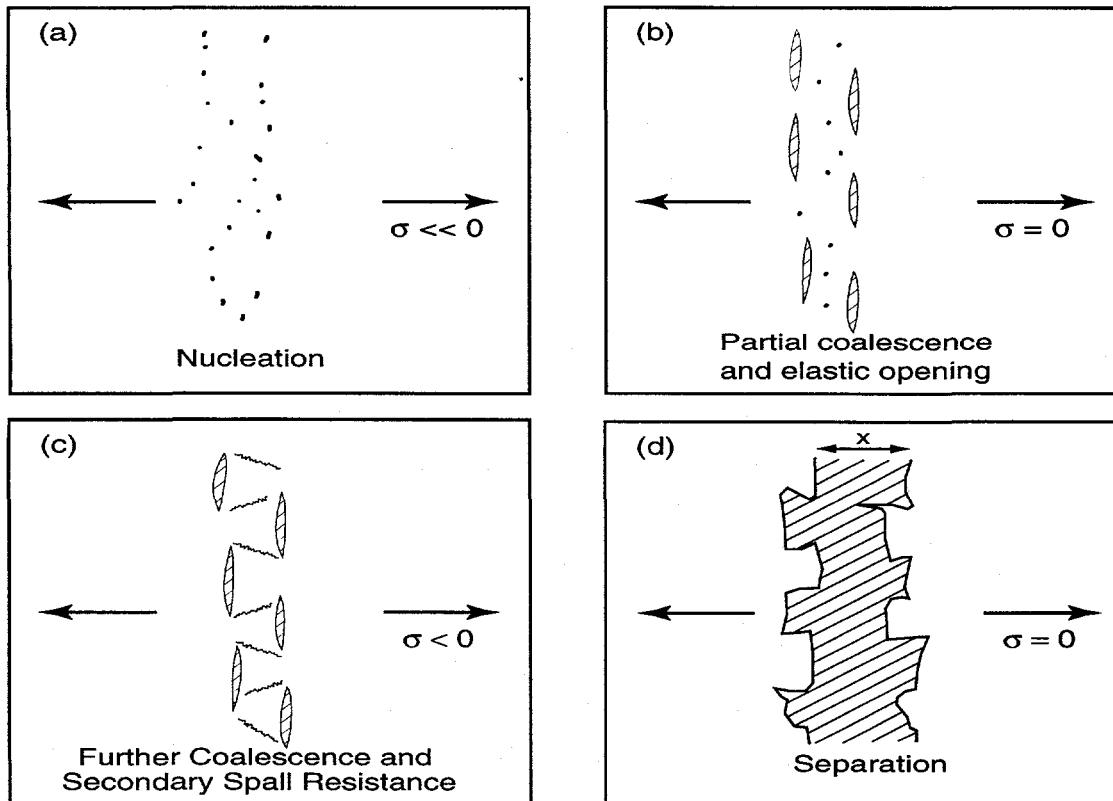 (a)
σ << 0
Nucleation
(b)
σ = 0
Partial coalescence
and elastic opening
(c)
σ < 0
Further Coalescence and
Secondary Spall Resistance
(d)
x
σ = 0
Separation